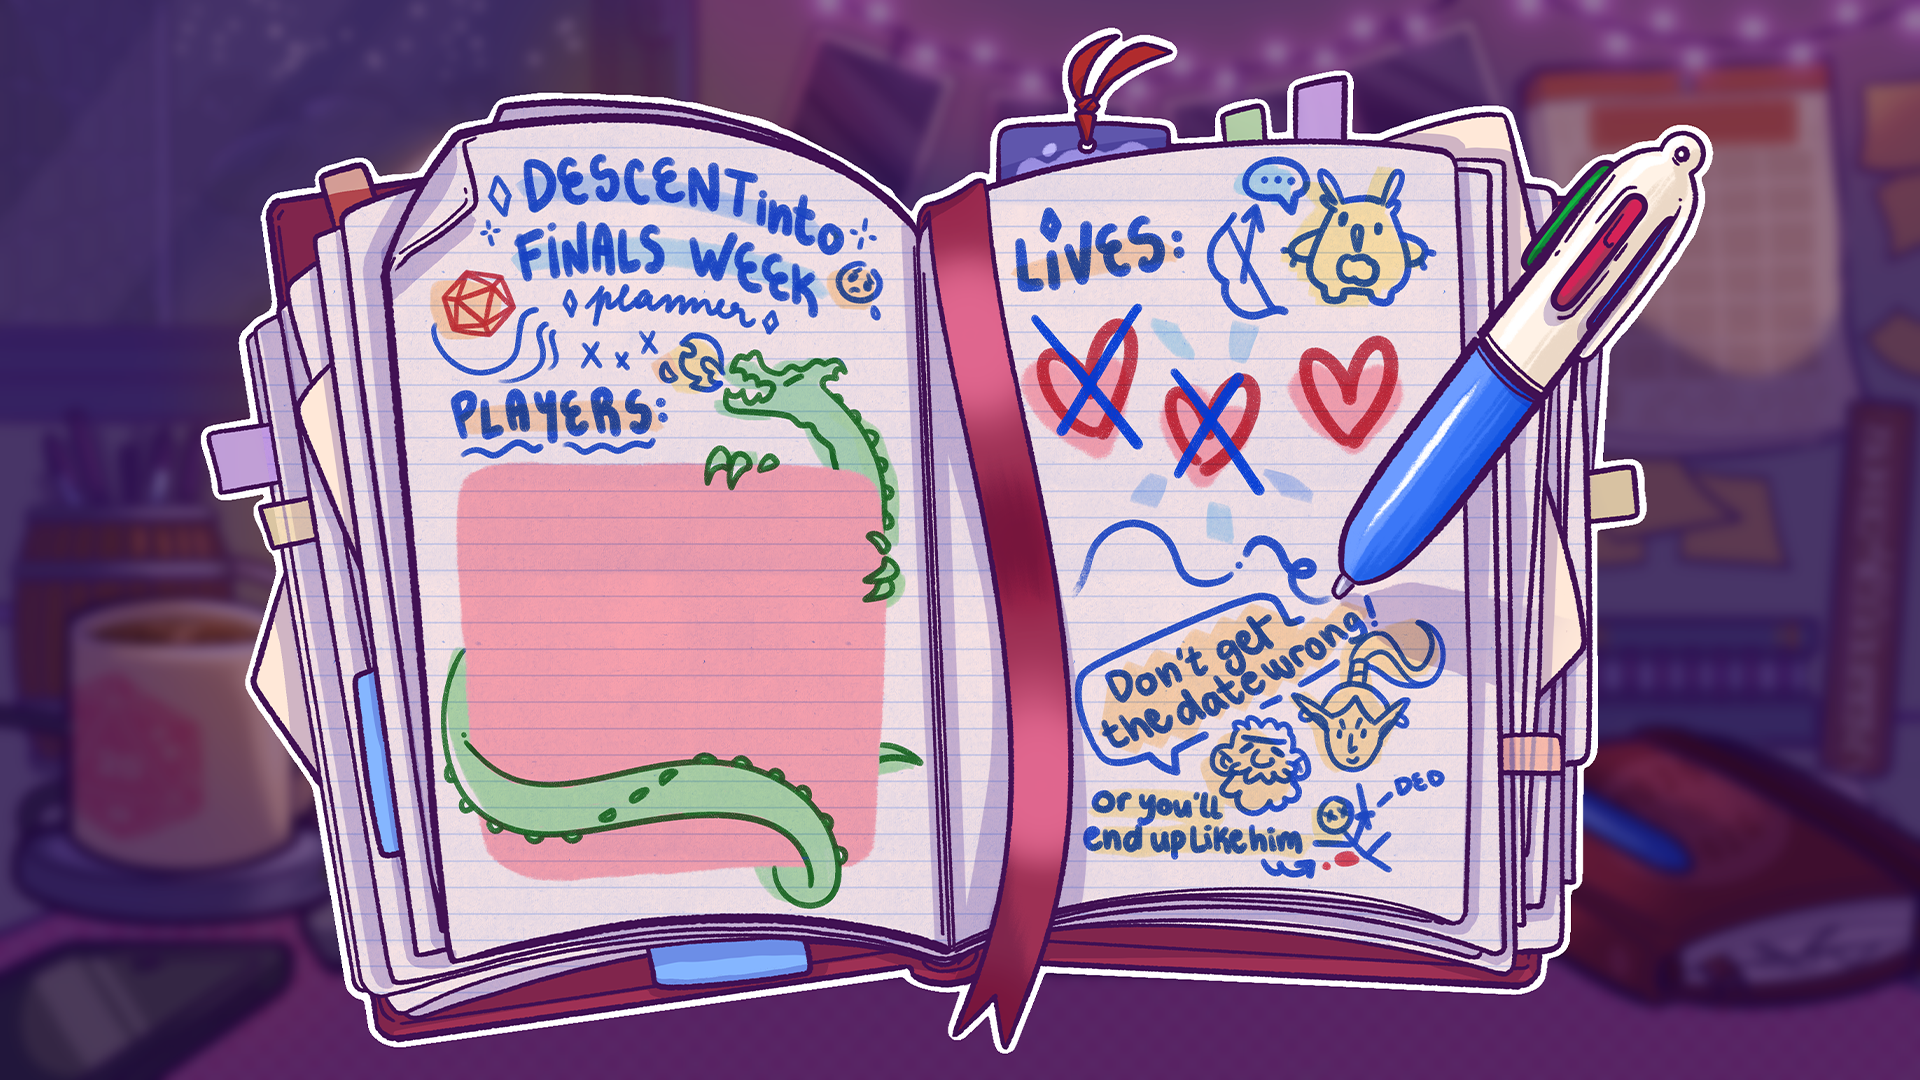 DESCENT into
FINALS WEEK
planner
PLAYERS:
LIVES:
Don't get
the date wrong!
or you'll
end up like him
DED